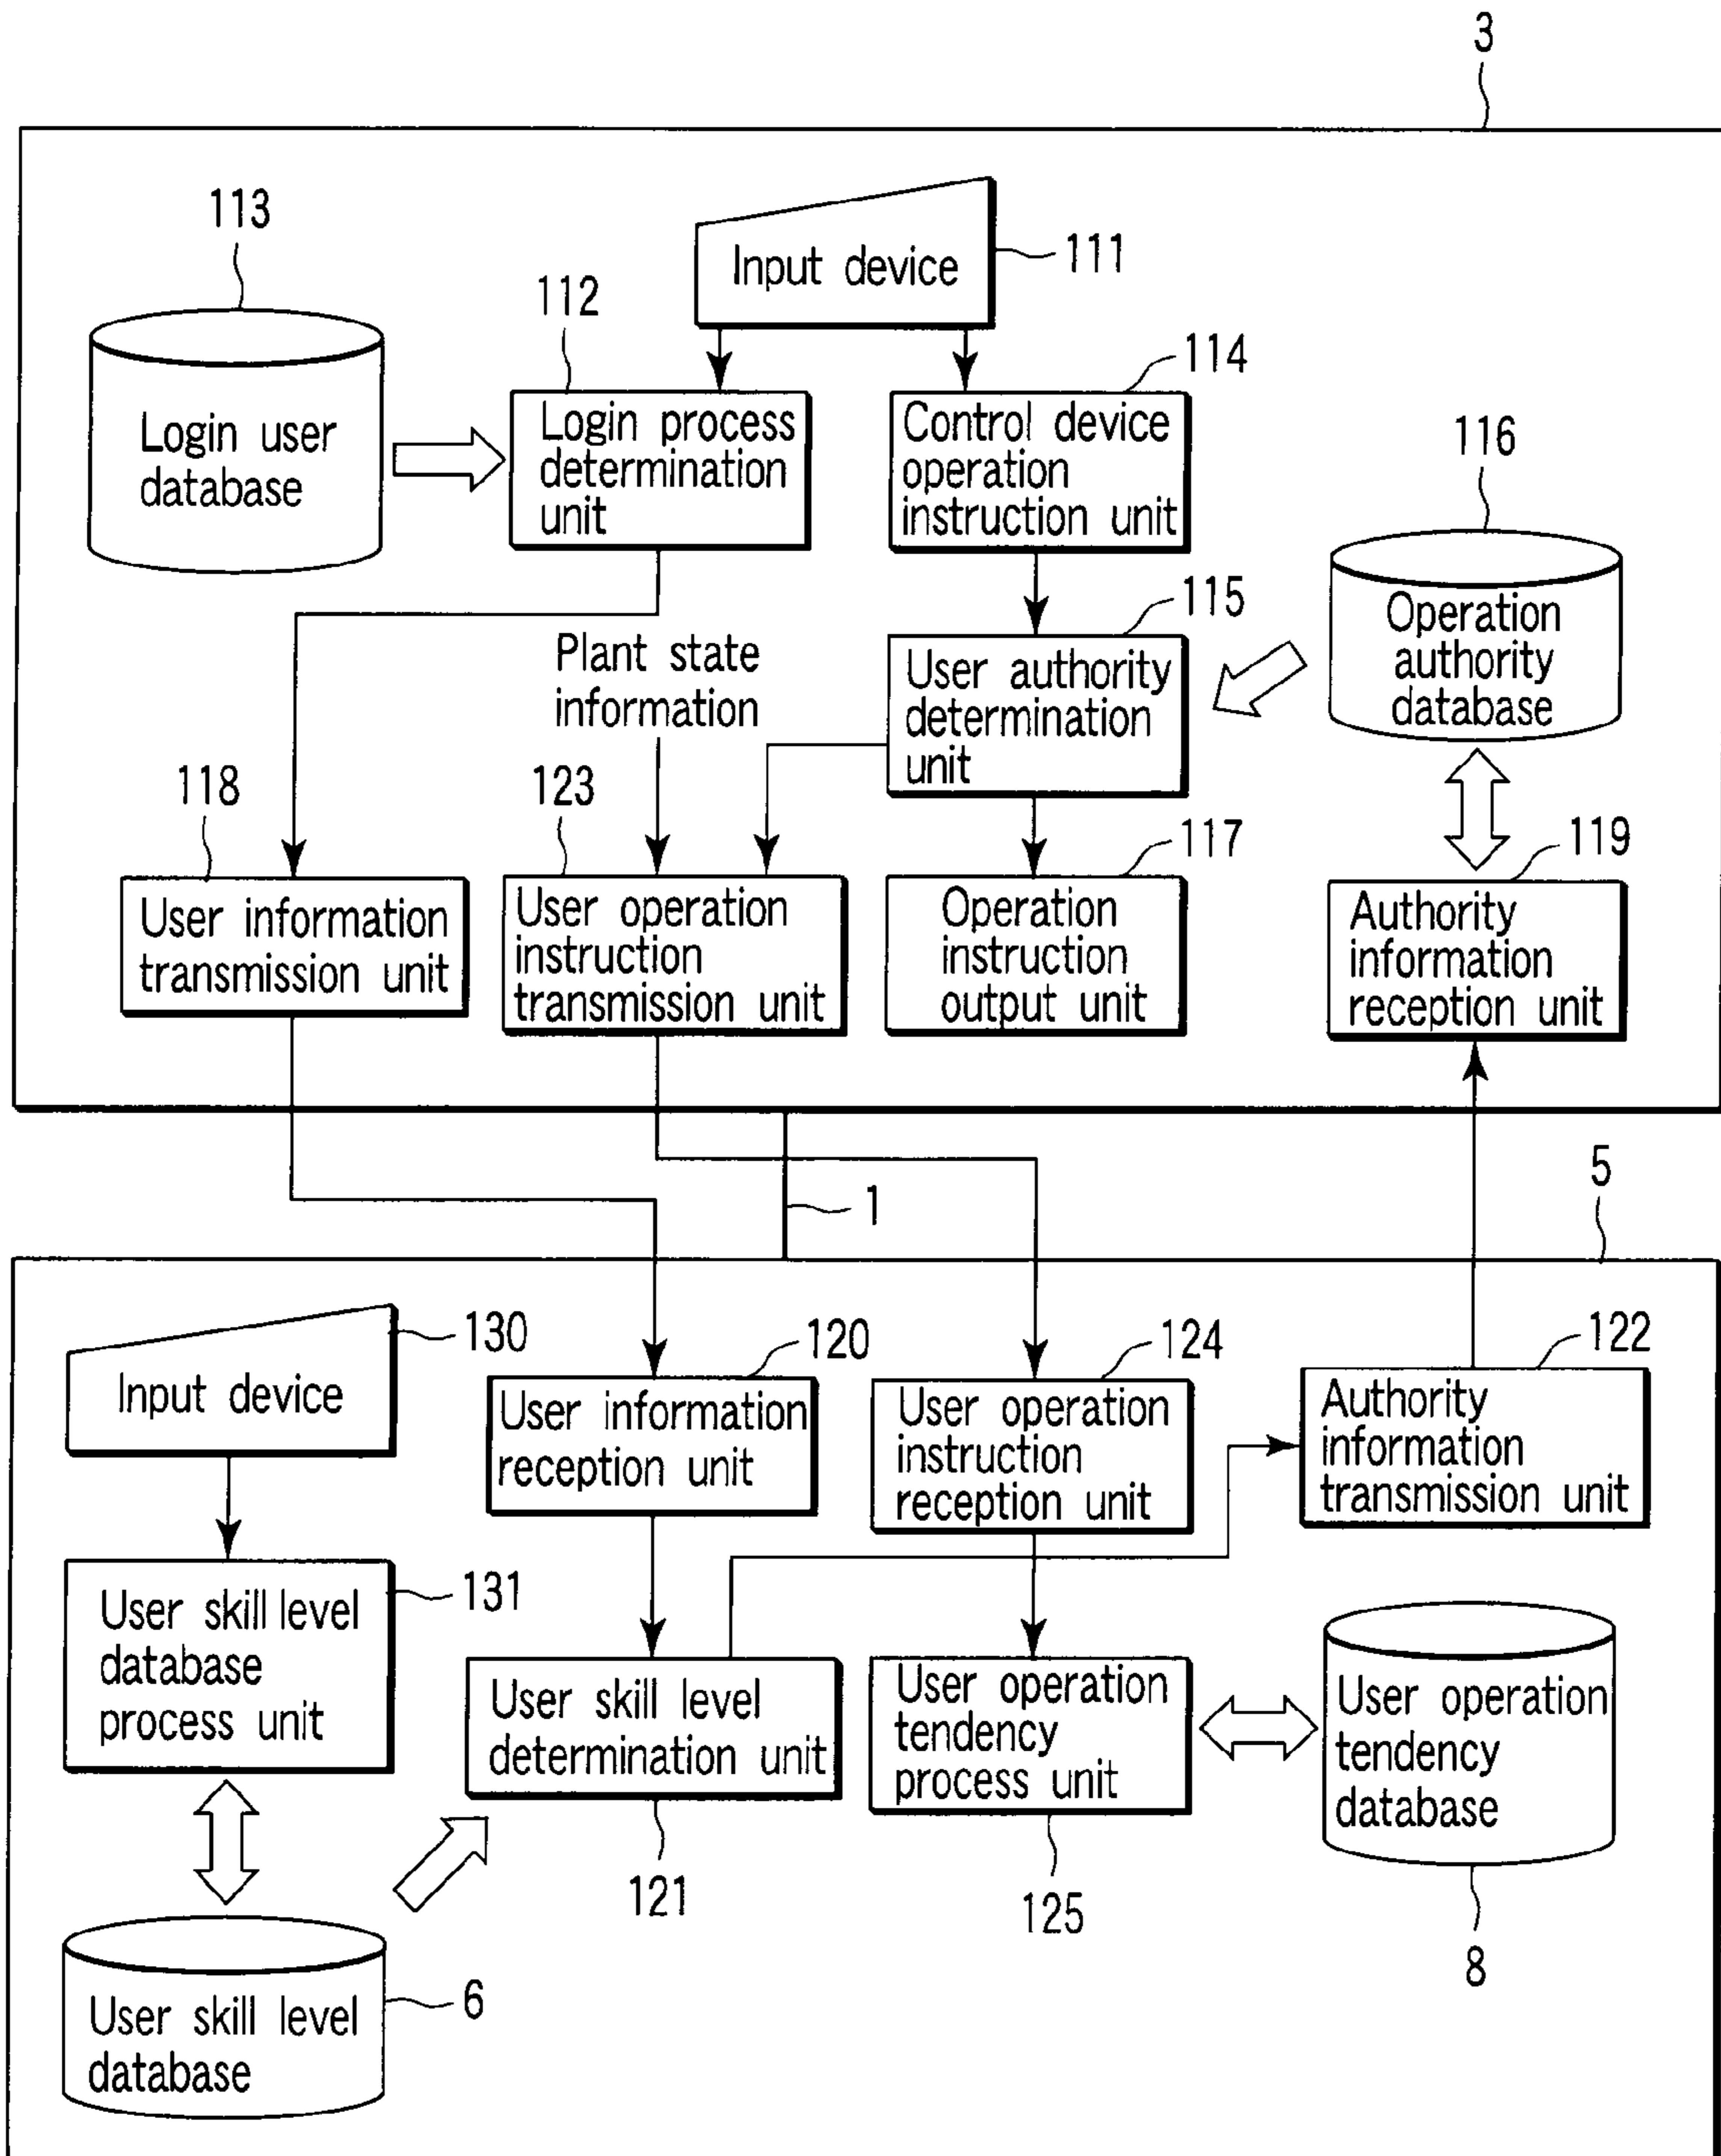 3
113
Input device
111
112
114
Login user
database
Login process
determination
unit
Control device
operation
instruction unit
116
115
Plant state
information
User authority
determination
unit
Operation
authority
database
118
123
117
119
User information
transmission unit
User operation
instruction
transmission unit
Operation
instruction
output unit
Authority
information
reception unit
1
5
130
120
124
122
Input device
User information
reception unit
User operation
instruction
reception unit
Authority
information
transmission unit
131
User skill level
database
process unit
User skill level
determination unit
User operation
tendency
process unit
User operation
tendency
database
121
125
8
6
User skill level
database